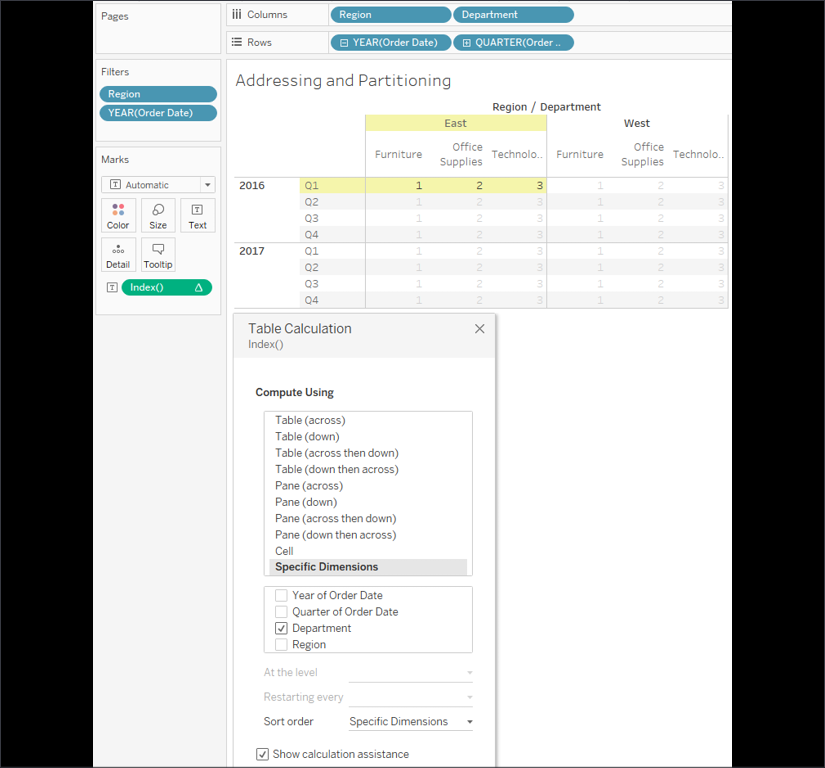 Pages
Columns
Region
Department
Rows
YEAR(Order Date)
QUARTER(Order ..
Filters
Region
YEAR(Order Date)
Marks
Automatic
Color
Size
Text
Detail
Tooltip
Index()
Addressing and Partitioning
Region / Department
East
West
Furniture
Office
Supplies
Technolo..
Furniture
Office
Supplies
Technolo..
2016 Q1 1 2 3 1 2 3
Q2 1 2 3 1 2 3
Q3 1 2 3 1 2 3
Q4 1 2 3 1 2 3
2017 Q1 1 2 3 1 2 3
Q2 1 2 3 1 2 3
Q3 1 2 3 1 2 3
Q4 1 2 3 1 2 3
Table Calculation
Index()
Compute Using
Table (across)
Table (down)
Table (across then down)
Table (down then across)
Pane (across)
Pane (down)
Pane (across then down)
Pane (down then across)
Cell
Specific Dimensions
Year of Order Date
Quarter of Order Date
Department
Region
At the level
Restarting every
Sort order Specific Dimensions
Show calculation assistance